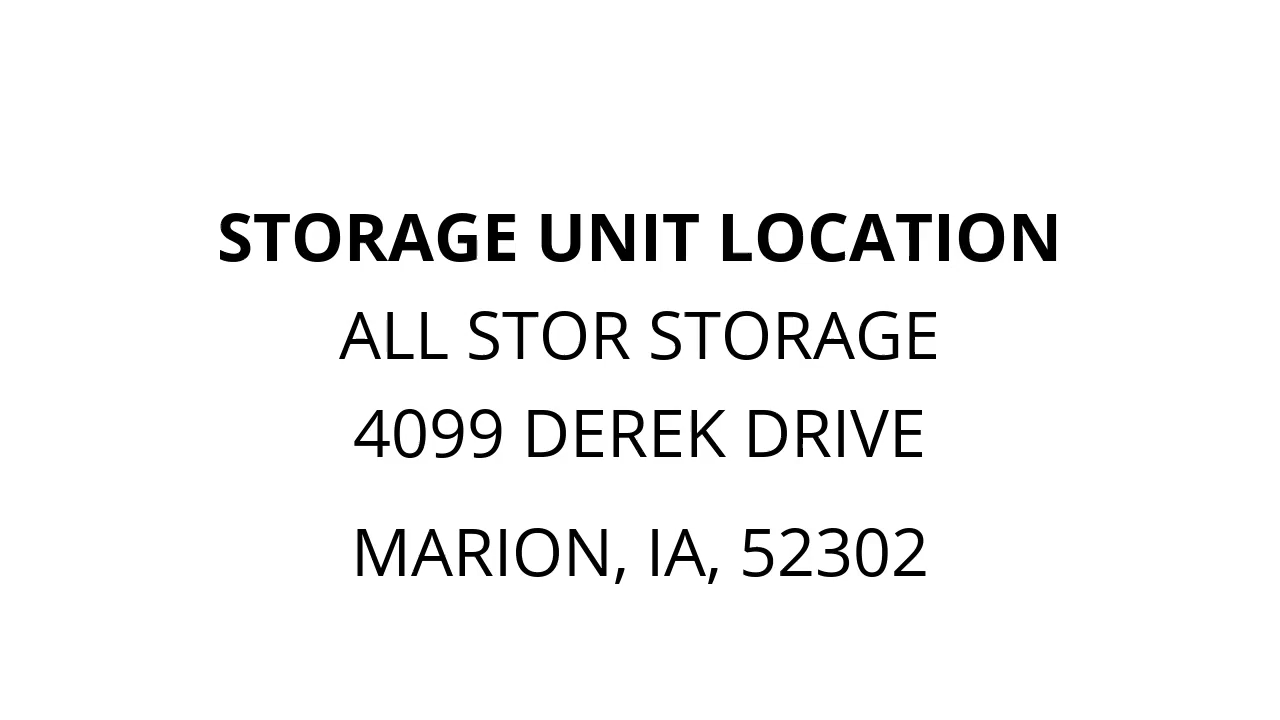 STORAGE UNIT LOCATION
ALL STOR STORAGE
4099 DEREK DRIVE
MARION, IA, 52302